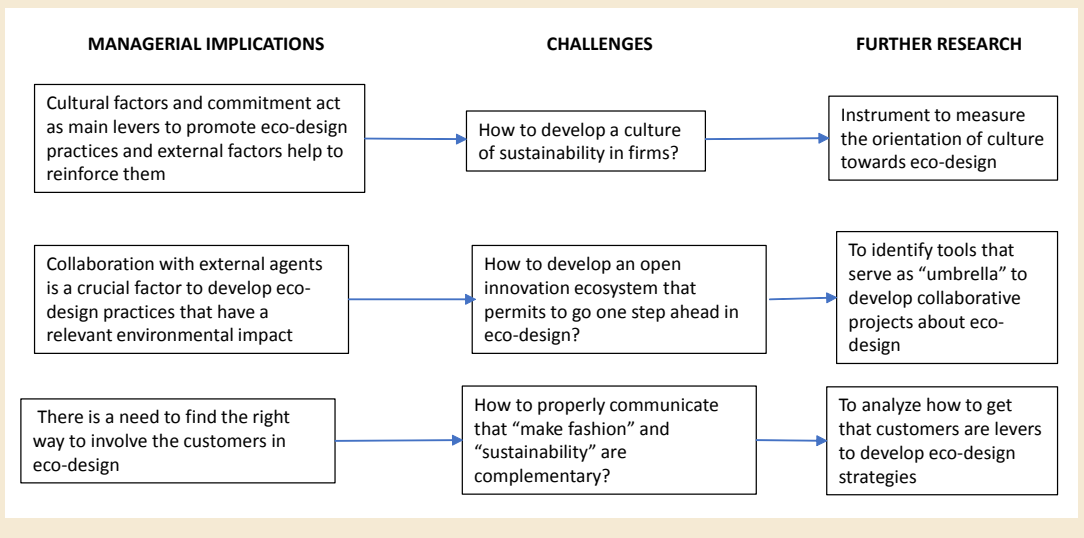 MANAGERIAL IMPLICATIONS
CHALLENGES
FURTHER RESEARCH
Cultural factors and commitment act
as main levers to promote eco-design
practices and external factors help to
reinforce them
How to develop a culture
of sustainability in firms?
Instrument to measure
the orientation of culture
towards eco-design
Collaboration with external agents
is a crucial factor to develop eco-
design practices that have a
relevant environmental impact
How to develop an open
innovation ecosystem that
permits to go one step ahead in
eco-design?
To identify tools that
serve as “umbrella” to
develop collaborative
projects about eco-
design
There is a need to find the right
way to involve the customers in
eco-design
How to properly communicate
that “make fashion” and
“sustainability” are
complementary?
To analyze how to get
that customers are levers
to develop eco-design
strategies